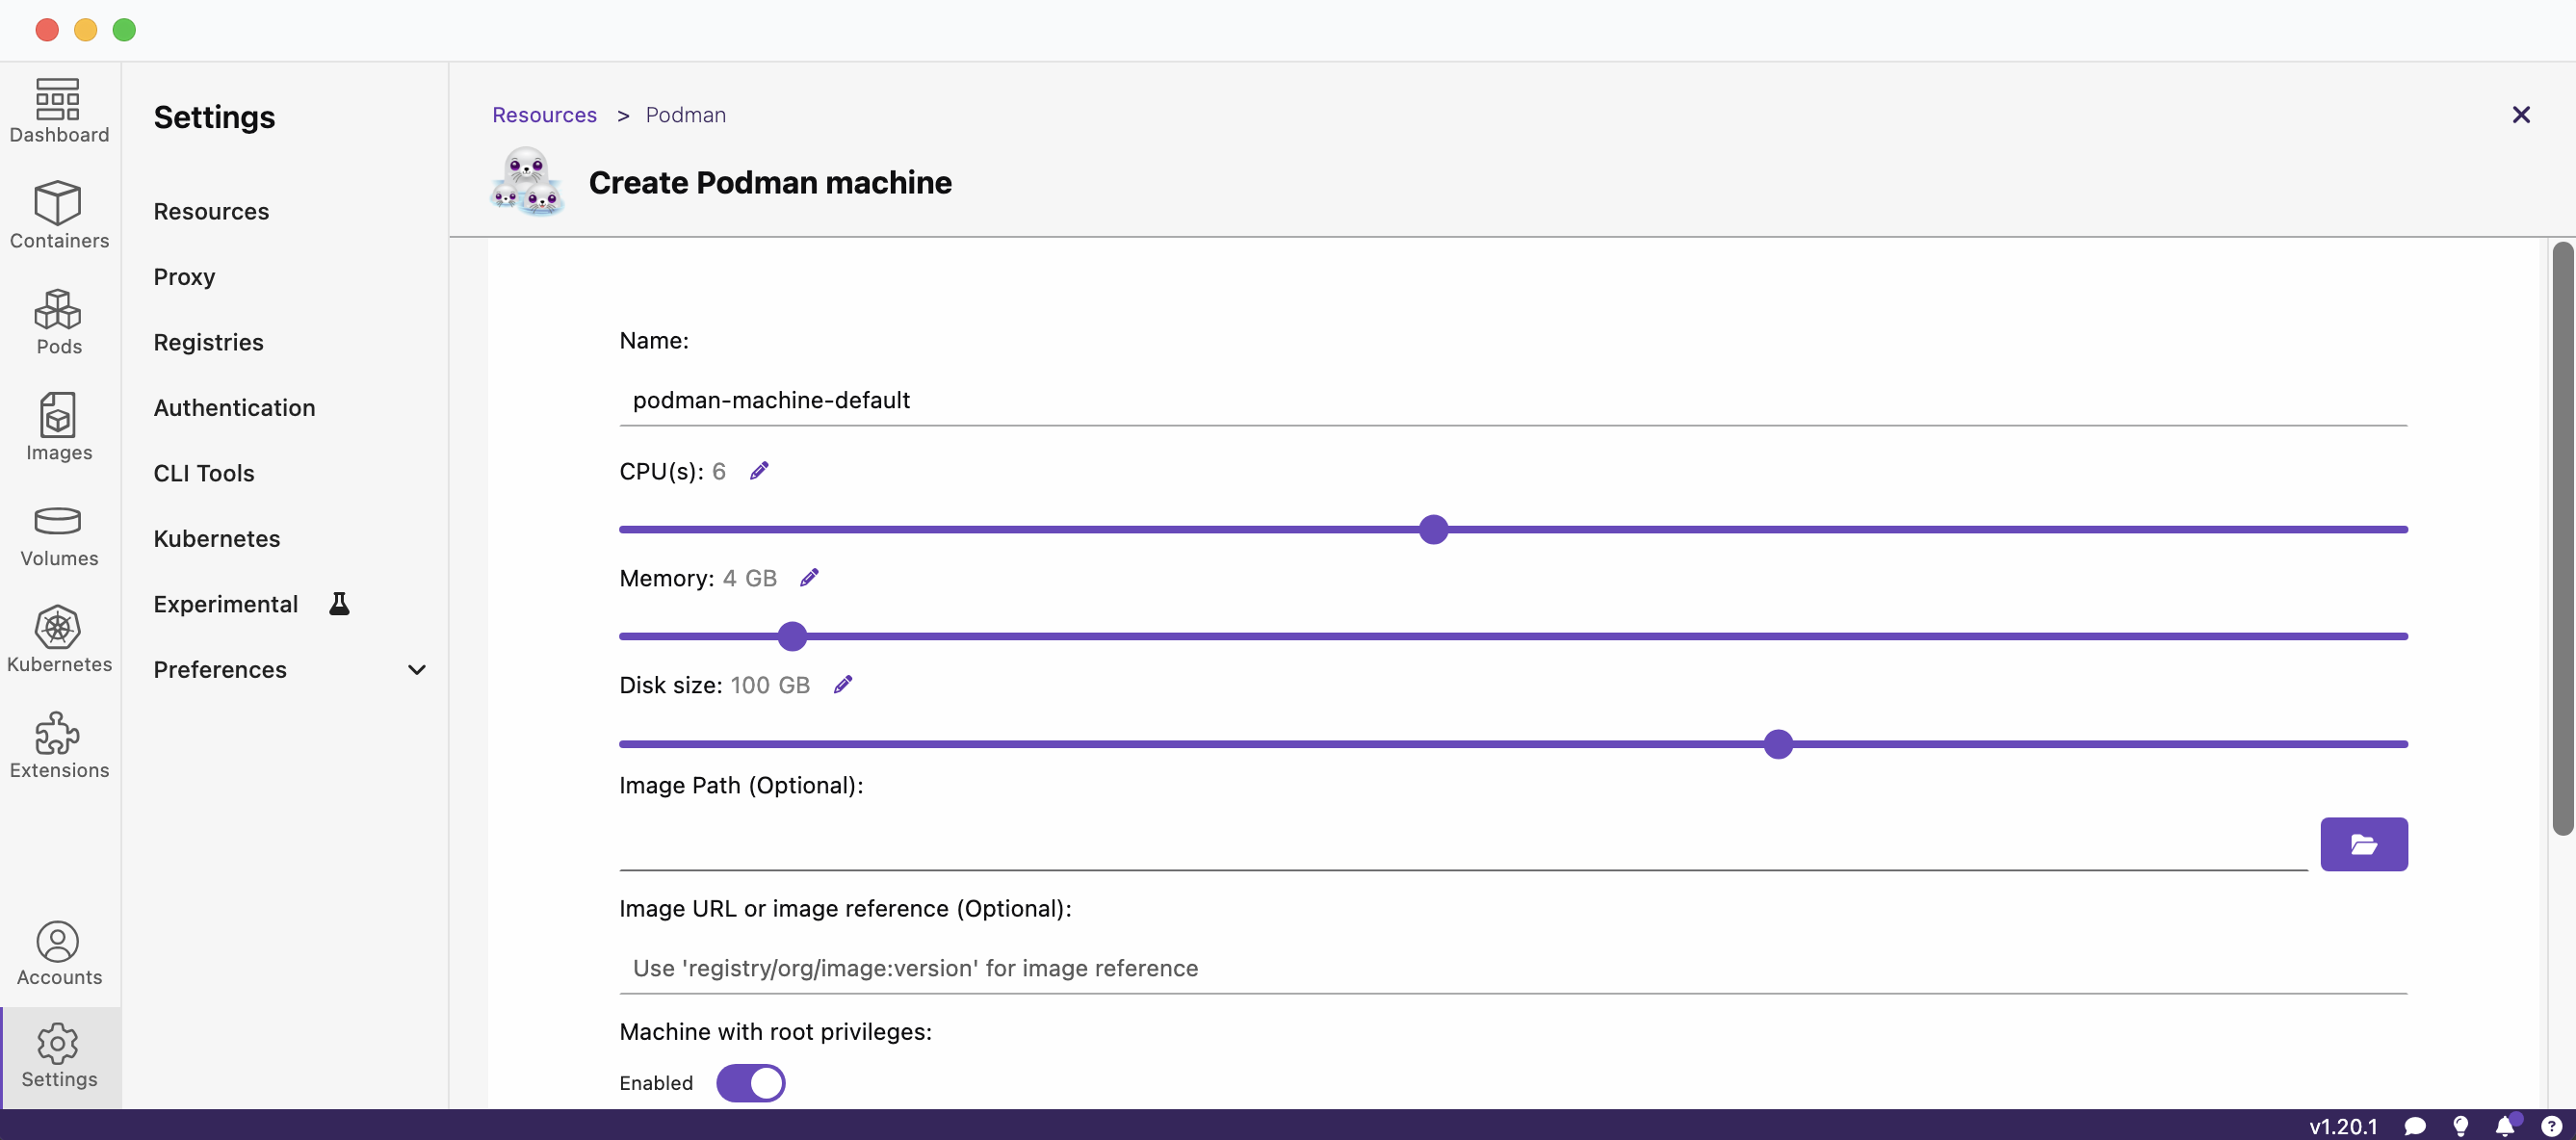 Dashboard
Containers
Pods
Images
Volumes
Kubernetes
Extensions
Accounts
Settings
Settings
Resources
Proxy
Registries
Authentication
CLI Tools
Kubernetes
Experimental
Preferences
Resources > Podman
Create Podman machine
Name:
podman-machine-default
CPU(s): 6
Memory: 4 GB
Disk size: 100 GB
Image Path (Optional):
Image URL or image reference (Optional):
Use 'registry/org/image:version' for image reference
Machine with root privileges:
Enabled
v1.20.1